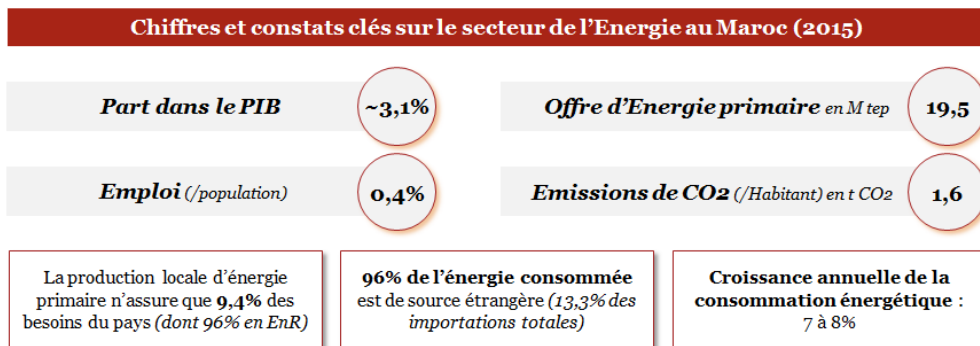 Chiffres et constats clés sur le secteur de l'Energie au Maroc (2015)
Part dans le PIB
~3,1%
Offre d'Energie primaire en M tep
19,5
Emploi (/population)
0,4%
Emissions de CO2 (/Habitant) en t CO2
1,6
La production locale d'énergie
primaire n'assure que 9,4% des
besoins du pays (dont 96% en EnR)
96% de l'énergie consommée
est de source étrangère (13,3% des
importations totales)
Croissance annuelle de la
consommation énergétique :
7 à 8%